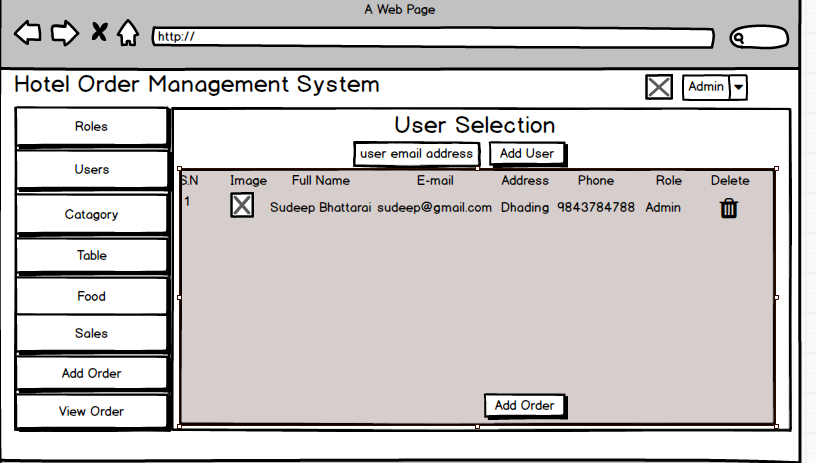 A Web Page
http://
Hotel Order Management System
Admin
Roles
Users
Catagory
Table
Food
Sales
Add Order
View Order
User Selection
user email address Add User
S.N Image Full Name E-mail Address Phone Role Delete
1 Sudeep Bhattarai sudeep@gmail.com Dhading 9843784788 Admin
Add Order